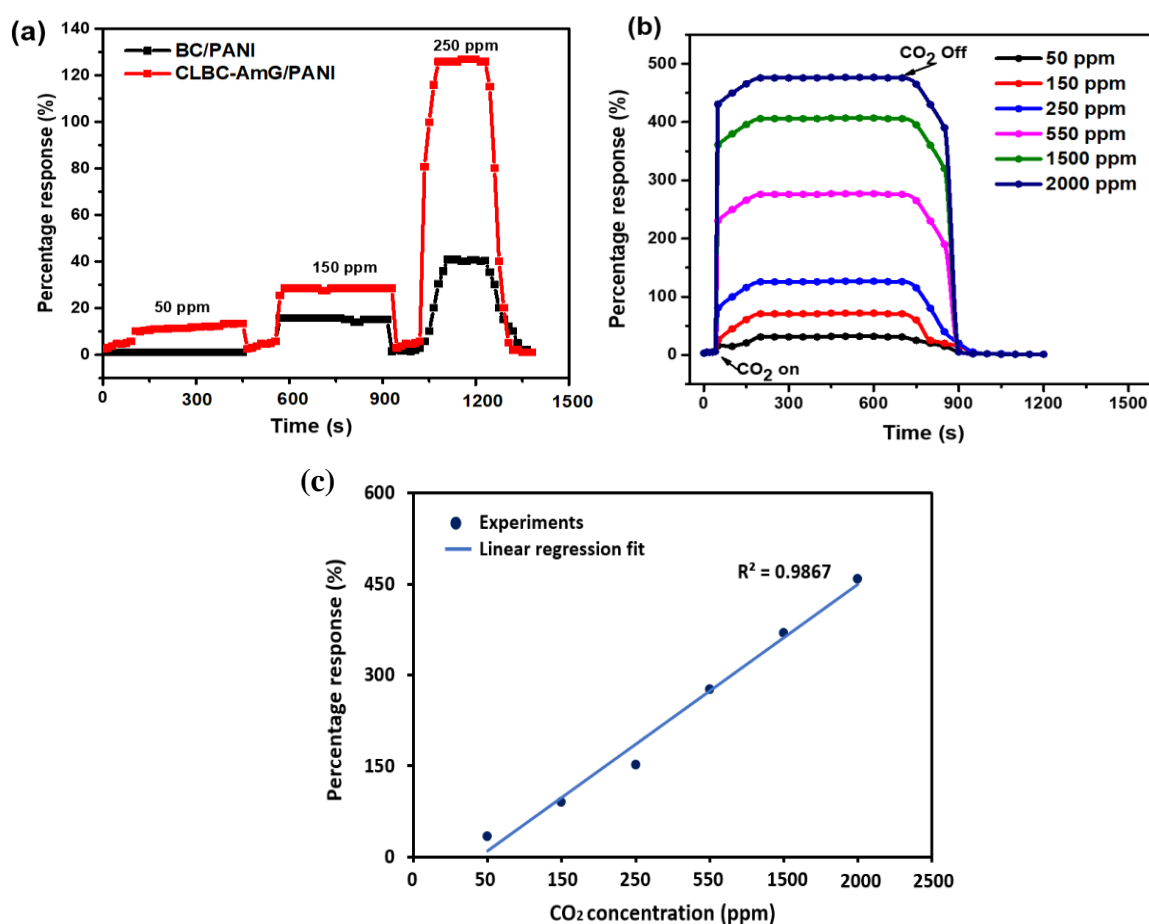 (a)
BC/PANI
CLBC-AmG/PANI
50 ppm
150 ppm
250 ppm
140
120
100
80
60
40
20
0
0 300 600 900 1200 1500
Percentage response (%)
Time (s)
(b)
CO2 Off
CO2 on
50 ppm
150 ppm
250 ppm
550 ppm
1500 ppm
2000 ppm
500
400
300
200
100
0
0 300 600 900 1200 1500
Percentage response (%)
Time (s)
(c)
Experiments
Linear regression fit
R² = 0.9867
600
450
300
150
0
0 50 150 250 550 1500 2000 2500
Percentage response (%)
CO2 concentration (ppm)